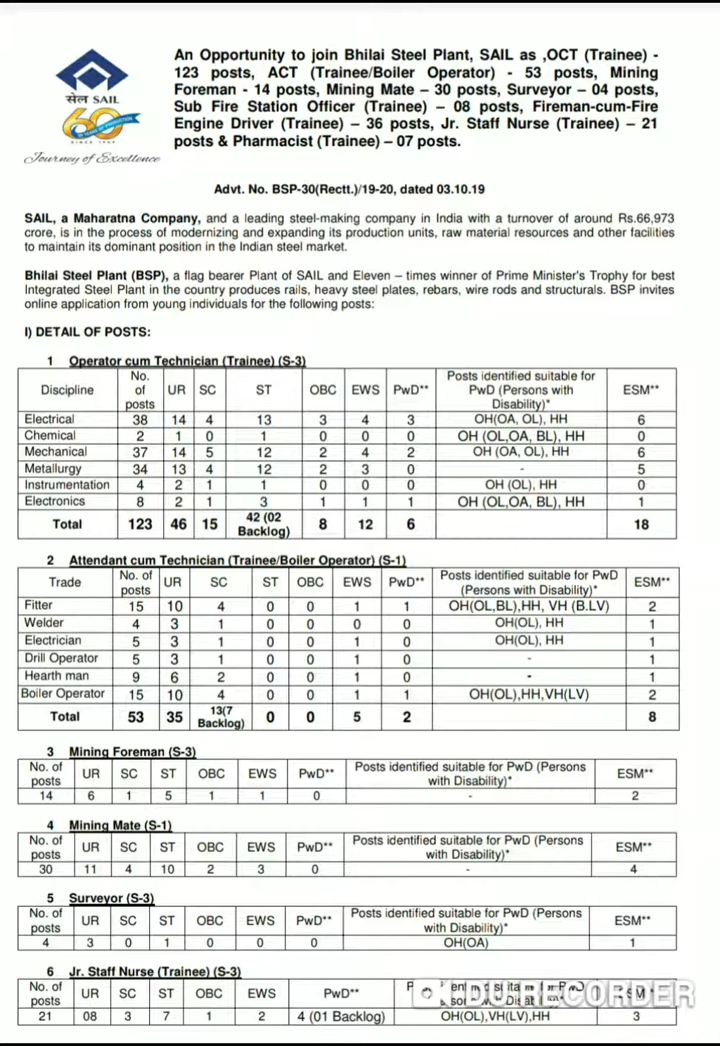 सेल SAIL
60
SINCE 1959
Journey of Excellence
An Opportunity to join Bhilai Steel Plant, SAIL as ,OCT (Trainee) -
123 posts, ACT (Trainee/Boiler Operator) - 53 posts, Mining
Foreman - 14 posts, Mining Mate – 30 posts, Surveyor – 04 posts,
Sub Fire Station Officer (Trainee) – 08 posts, Fireman-cum-Fire
Engine Driver (Trainee) – 36 posts, Jr. Staff Nurse (Trainee) – 21
posts & Pharmacist (Trainee) – 07 posts.
Advt. No. BSP-30(Rectt.)/19-20, dated 03.10.19
SAIL, a Maharatna Company, and a leading steel-making company in India with a turnover of around Rs.66,973
crore, is in the process of modernizing and expanding its production units, raw material resources and other facilities
to maintain its dominant position in the Indian steel market.
Bhilai Steel Plant (BSP), a flag bearer Plant of SAIL and Eleven – times winner of Prime Minister's Trophy for best
Integrated Steel Plant in the country produces rails, heavy steel plates, rebars, wire rods and structurals. BSP invites
online application from young individuals for the following posts:
I) DETAIL OF POSTS:
1 Operator cum Technician (Trainee) (S-3)
Discipline No. of posts UR SC ST OBC EWS PwD** Posts identified suitable for PwD (Persons with Disability)* ESM**
Electrical 38 14 4 13 3 4 3 OH(OA, OL), HH 6
Chemical 2 1 0 1 0 0 0 OH (OL,OA, BL), HH 0
Mechanical 37 14 5 12 2 4 2 OH (OA, OL), HH 6
Metallurgy 34 13 4 12 2 3 0 - 5
Instrumentation 4 2 1 1 0 0 0 OH (OL), HH 0
Electronics 8 2 1 3 1 1 1 OH (OL,OA, BL), HH 1
Total 123 46 15 42 (02 Backlog) 8 12 6 18
2 Attendant cum Technician (Trainee/Boiler Operator) (S-1)
Trade No. of posts UR SC ST OBC EWS PwD** Posts identified suitable for PwD (Persons with Disability)* ESM**
Fitter 15 10 4 0 0 1 1 OH(OL,BL),HH, VH (B.LV) 2
Welder 4 3 1 0 0 0 0 OH(OL), HH 1
Electrician 5 3 1 0 0 1 0 OH(OL), HH 1
Drill Operator 5 3 1 0 0 1 0 - 1
Hearth man 9 6 2 0 0 1 0 - 1
Boiler Operator 15 10 4 0 0 1 1 OH(OL),HH,VH(LV) 2
Total 53 35 13(7 Backlog) 0 0 5 2 8
3 Mining Foreman (S-3)
No. of posts UR SC ST OBC EWS PwD** Posts identified suitable for PwD (Persons with Disability)* ESM**
14 6 1 5 1 1 0 - 2
4 Mining Mate (S-1)
No. of posts UR SC ST OBC EWS PwD** Posts identified suitable for PwD (Persons with Disability)* ESM**
30 11 4 10 2 3 0 - 4
5 Surveyor (S-3)
No. of posts UR SC ST OBC EWS PwD** Posts identified suitable for PwD (Persons with Disability)* ESM**
4 3 0 1 0 0 0 OH(OA) 1
6 Jr. Staff Nurse (Trainee) (S-3)
No. of posts UR SC ST OBC EWS PwD**
DU RECORDER
21 08 3 7 1 2 4 (01 Backlog) OH(OL),VH(LV),HH 3